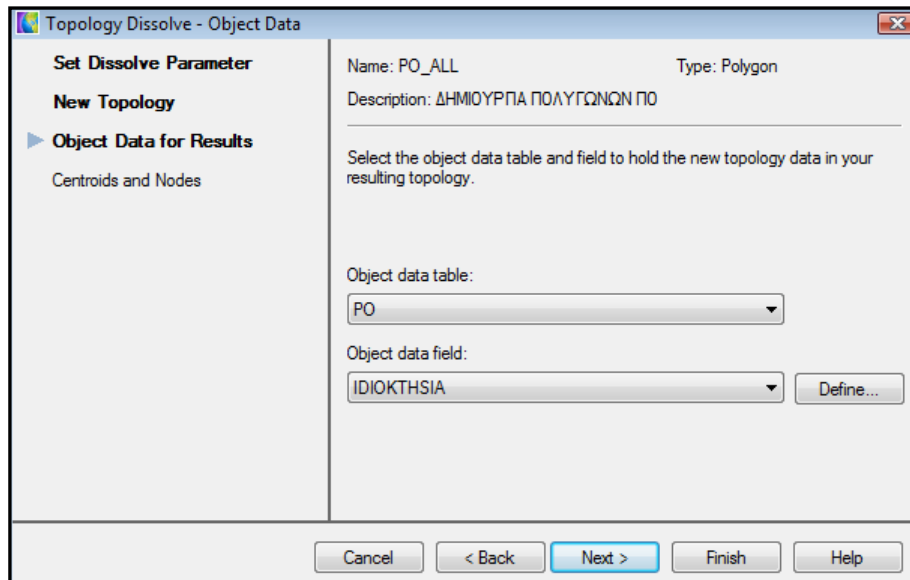 Topology Dissolve - Object Data
Set Dissolve Parameter
New Topology
Object Data for Results
Centroids and Nodes
Name: PO_ALL Type: Polygon
Description: ΔΗΜΙΟΥΡΓΙΑ ΠΟΛΥΓΩΝΩΝ ΠΟ
Select the object data table and field to hold the new topology data in your
resulting topology.
Object data table:
PO
Object data field:
IDIOKTHSIA Define...
Cancel < Back Next > Finish Help